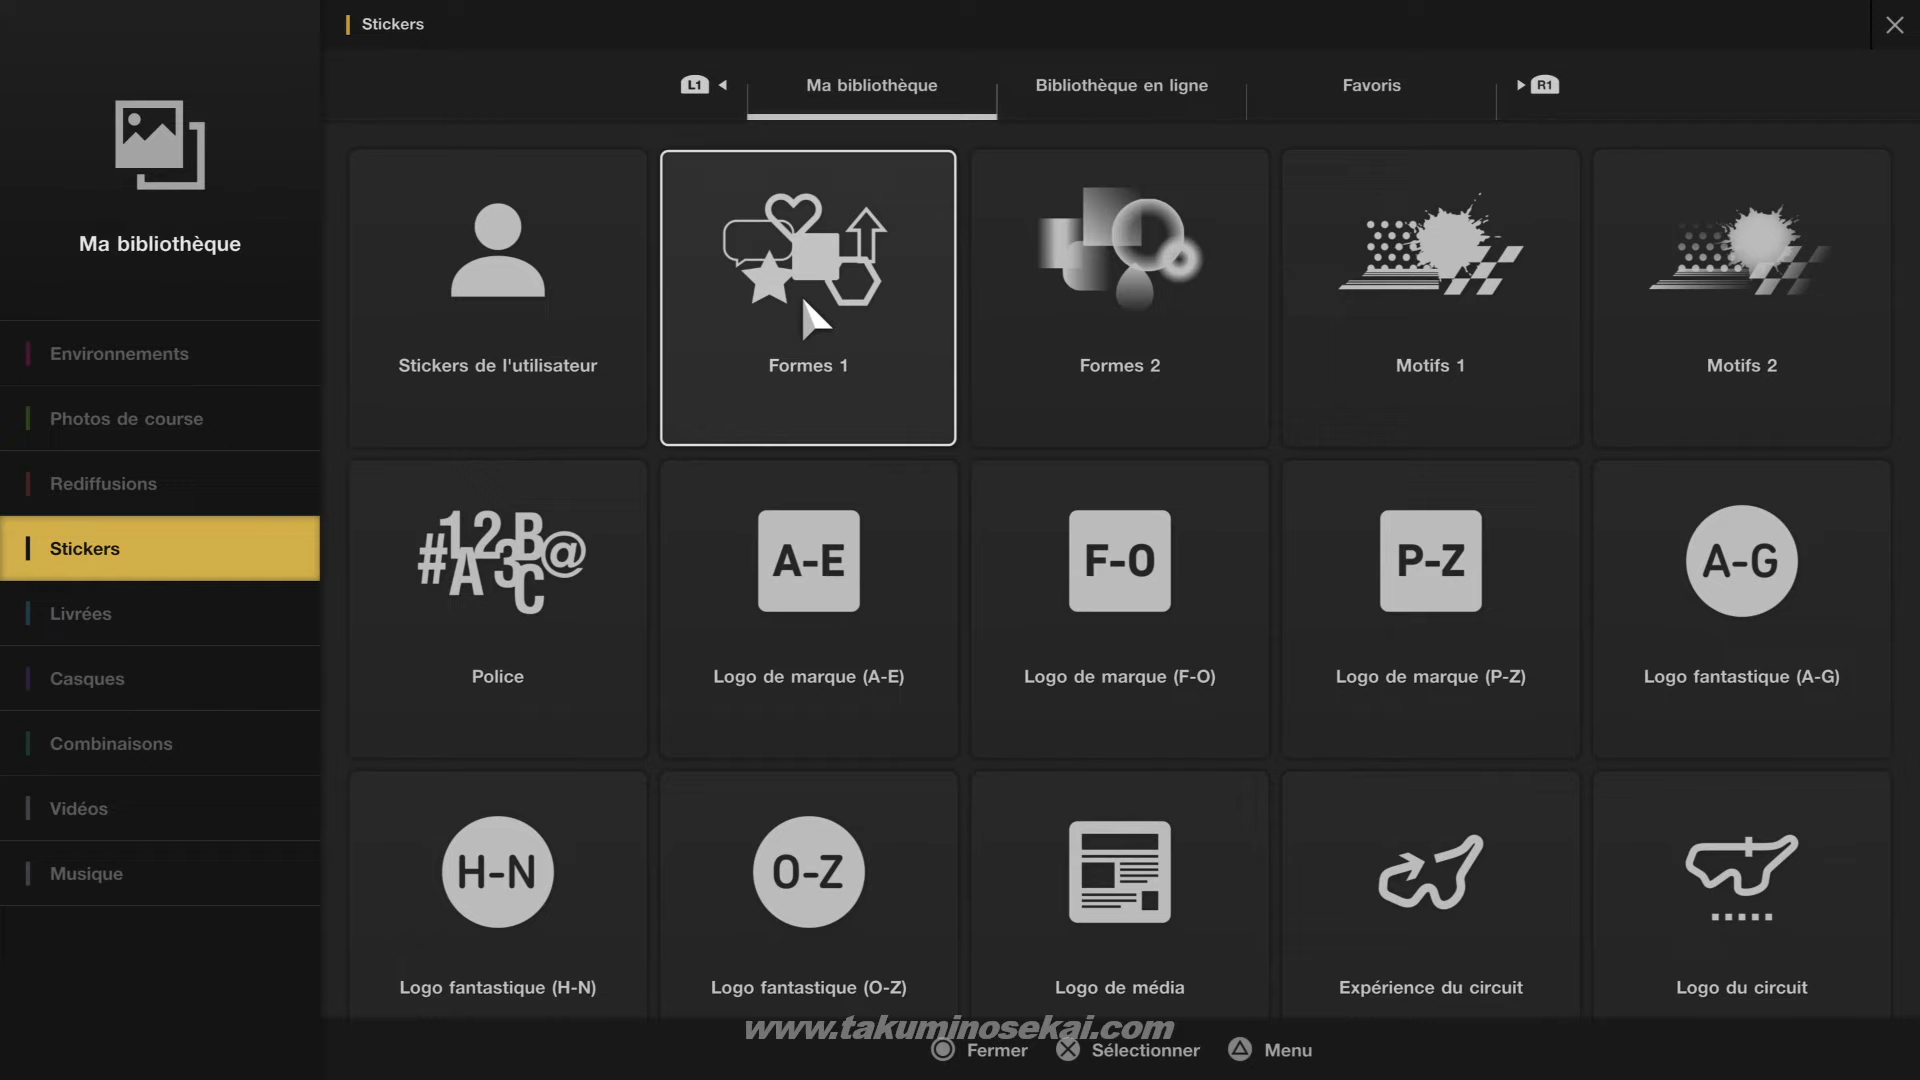 Stickers
L1
Ma bibliothèque
Bibliothèque en ligne
Favoris
R1
Ma bibliothèque
Environnements
Photos de course
Rediffusions
Stickers
Livrées
Casques
Combinaisons
Vidéos
Musique
Stickers de l'utilisateur
Formes 1
Formes 2
Motifs 1
Motifs 2
#123ABC@
A-E
F-O
P-Z
A-G
Police
Logo de marque (A-E)
Logo de marque (F-O)
Logo de marque (P-Z)
Logo fantastique (A-G)
H-N
O-Z
Logo fantastique (H-N)
Logo fantastique (O-Z)
Logo de média
Expérience du circuit
Logo du circuit
www.takuminosekai.com
Fermer
Sélectionner
Menu